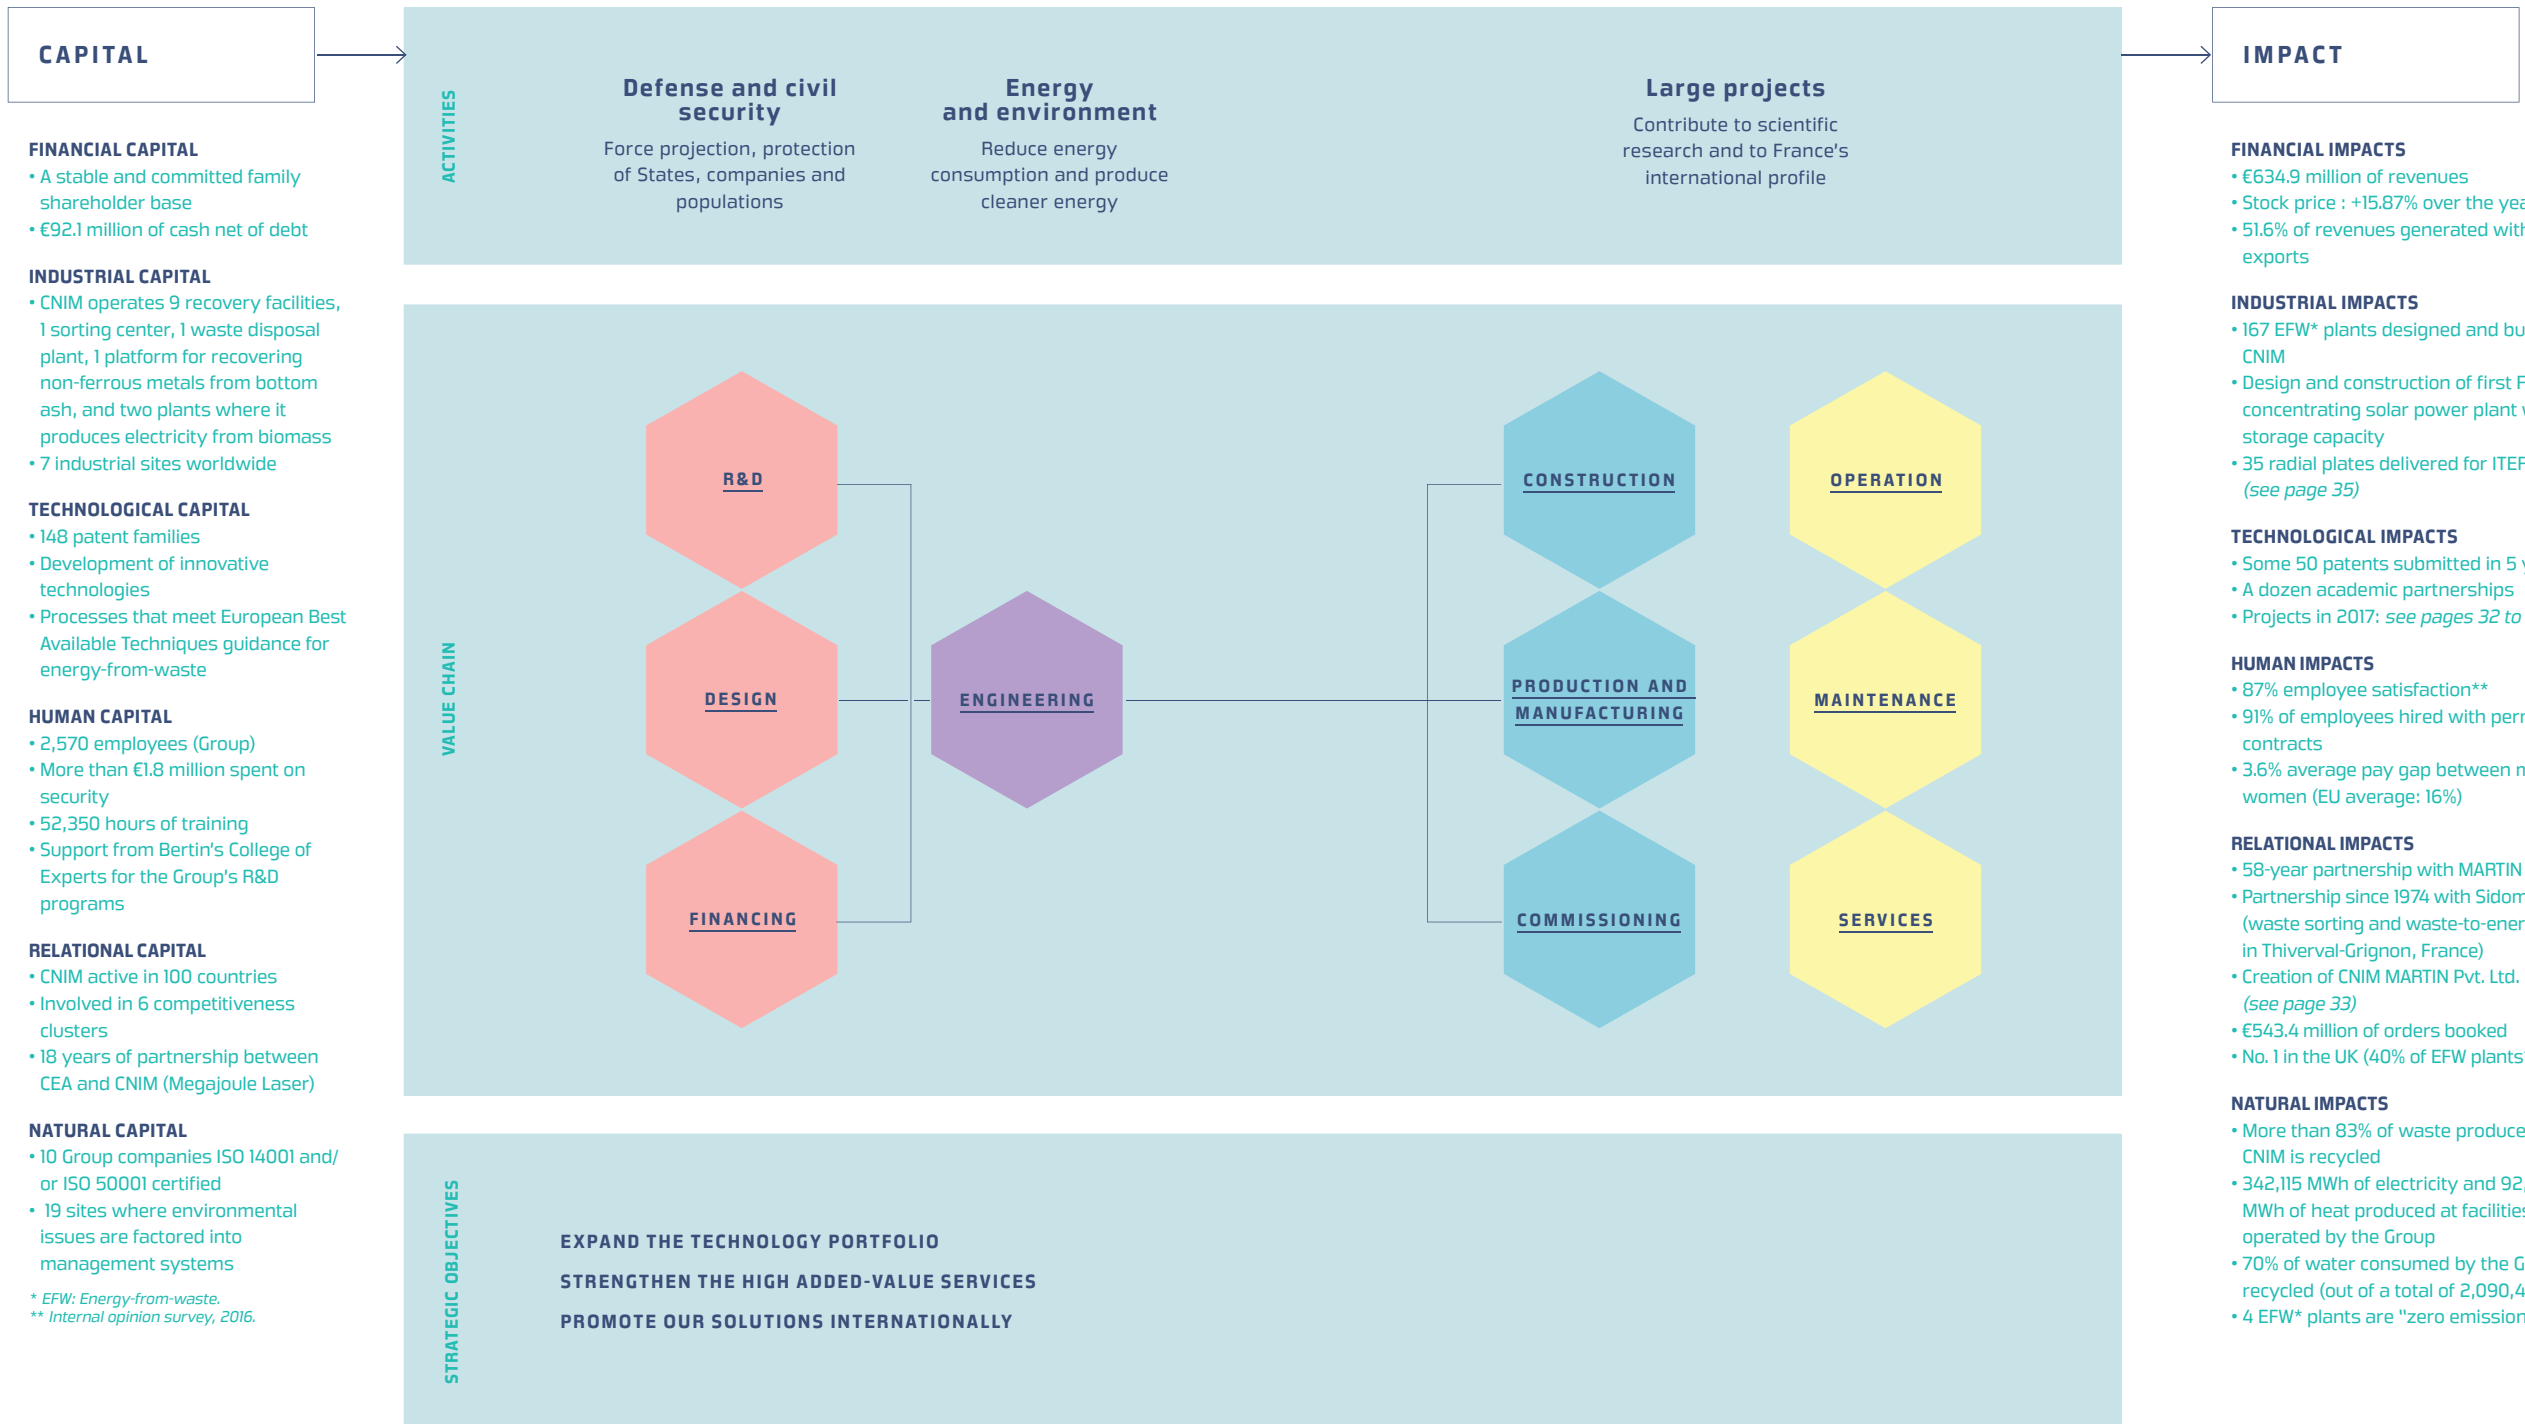 CAPITAL
FINANCIAL CAPITAL
• A stable and committed family
shareholder base
• €92.1 million of cash net of debt
INDUSTRIAL CAPITAL
• CNIM operates 9 recovery facilities,
1 sorting center, 1 waste disposal
plant, 1 platform for recovering
non-ferrous metals from bottom
ash, and two plants where it
produces electricity from biomass
• 7 industrial sites worldwide
TECHNOLOGICAL CAPITAL
• 148 patent families
• Development of innovative
technologies
• Processes that meet European Best
Available Techniques guidance for
energy-from-waste
HUMAN CAPITAL
• 2,570 employees (Group)
• More than €1.8 million spent on
security
• 52,350 hours of training
• Support from Bertin's College of
Experts for the Group's R&D
programs
RELATIONAL CAPITAL
• CNIM active in 100 countries
• Involved in 6 competitiveness
clusters
• 18 years of partnership between
CEA and CNIM (Megajoule Laser)
NATURAL CAPITAL
• 10 Group companies ISO 14001 and/
or ISO 50001 certified
• 19 sites where environmental
issues are factored into
management systems
* EFW: Energy-from-waste.
** Internal opinion survey, 2016.
ACTIVITIES
Defense and civil
security
Force projection, protection
of States, companies and
populations
Energy
and environment
Reduce energy
consumption and produce
cleaner energy
Large projects
Contribute to scientific
research and to France's
international profile
VALUE CHAIN
R&D
DESIGN
FINANCING
ENGINEERING
CONSTRUCTION
PRODUCTION AND
MANUFACTURING
COMMISSIONING
OPERATION
MAINTENANCE
SERVICES
STRATEGIC OBJECTIVES
EXPAND THE TECHNOLOGY PORTFOLIO
STRENGTHEN THE HIGH ADDED-VALUE SERVICES
PROMOTE OUR SOLUTIONS INTERNATIONALLY
IMPACT
FINANCIAL IMPACTS
• €634.9 million of revenues
• Stock price : +15.87% over the
• 51.6% of revenues generated
exports
INDUSTRIAL IMPACTS
• 167 EFW* plants designed and
CNIM
• Design and construction of first
concentrating solar power plant
storage capacity
• 35 radial plates delivered for
(see page 35)
TECHNOLOGICAL IMPACTS
• Some 50 patents submitted in 5
• A dozen academic partnerships
• Projects in 2017: see pages 32 to
HUMAN IMPACTS
• 87% employee satisfaction**
• 91% of employees hired with
contracts
• 3.6% average pay gap between
women (EU average: 16%)
RELATIONAL IMPACTS
• 58-year partnership with MARTIN
• Partnership since 1974 with
(waste sorting and
in Thiverval-Grignon, France)
• Creation of CNIM MARTIN Pvt. Ltd.
(see page 33)
• €543.4 million of orders booked
• No. 1 in the UK (40% of EFW plants
NATURAL IMPACTS
• More than 83% of waste
CNIM is recycled
• 342,115 MWh of electricity and
MWh of heat produced at
operated by the Group
• 70% of water consumed by the
recycled (out of a total of
• 4 EFW* plants are "zero